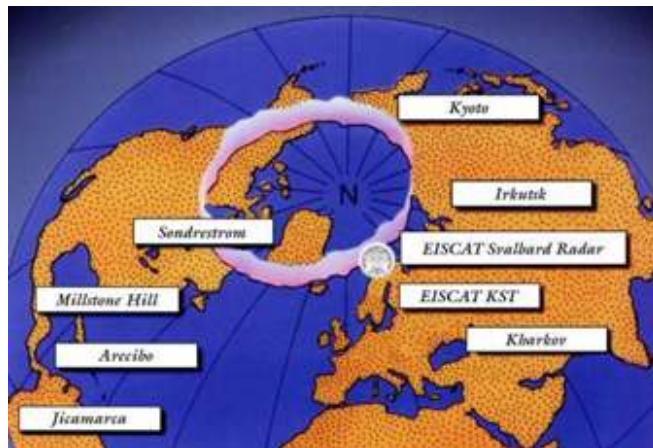 Kyoto
Irkutsk
N
Sondrestrom
EISCAT Svalbard Radar
Millstone Hill
EISCAT KST
Kharkov
Arecibo
Jicamarca